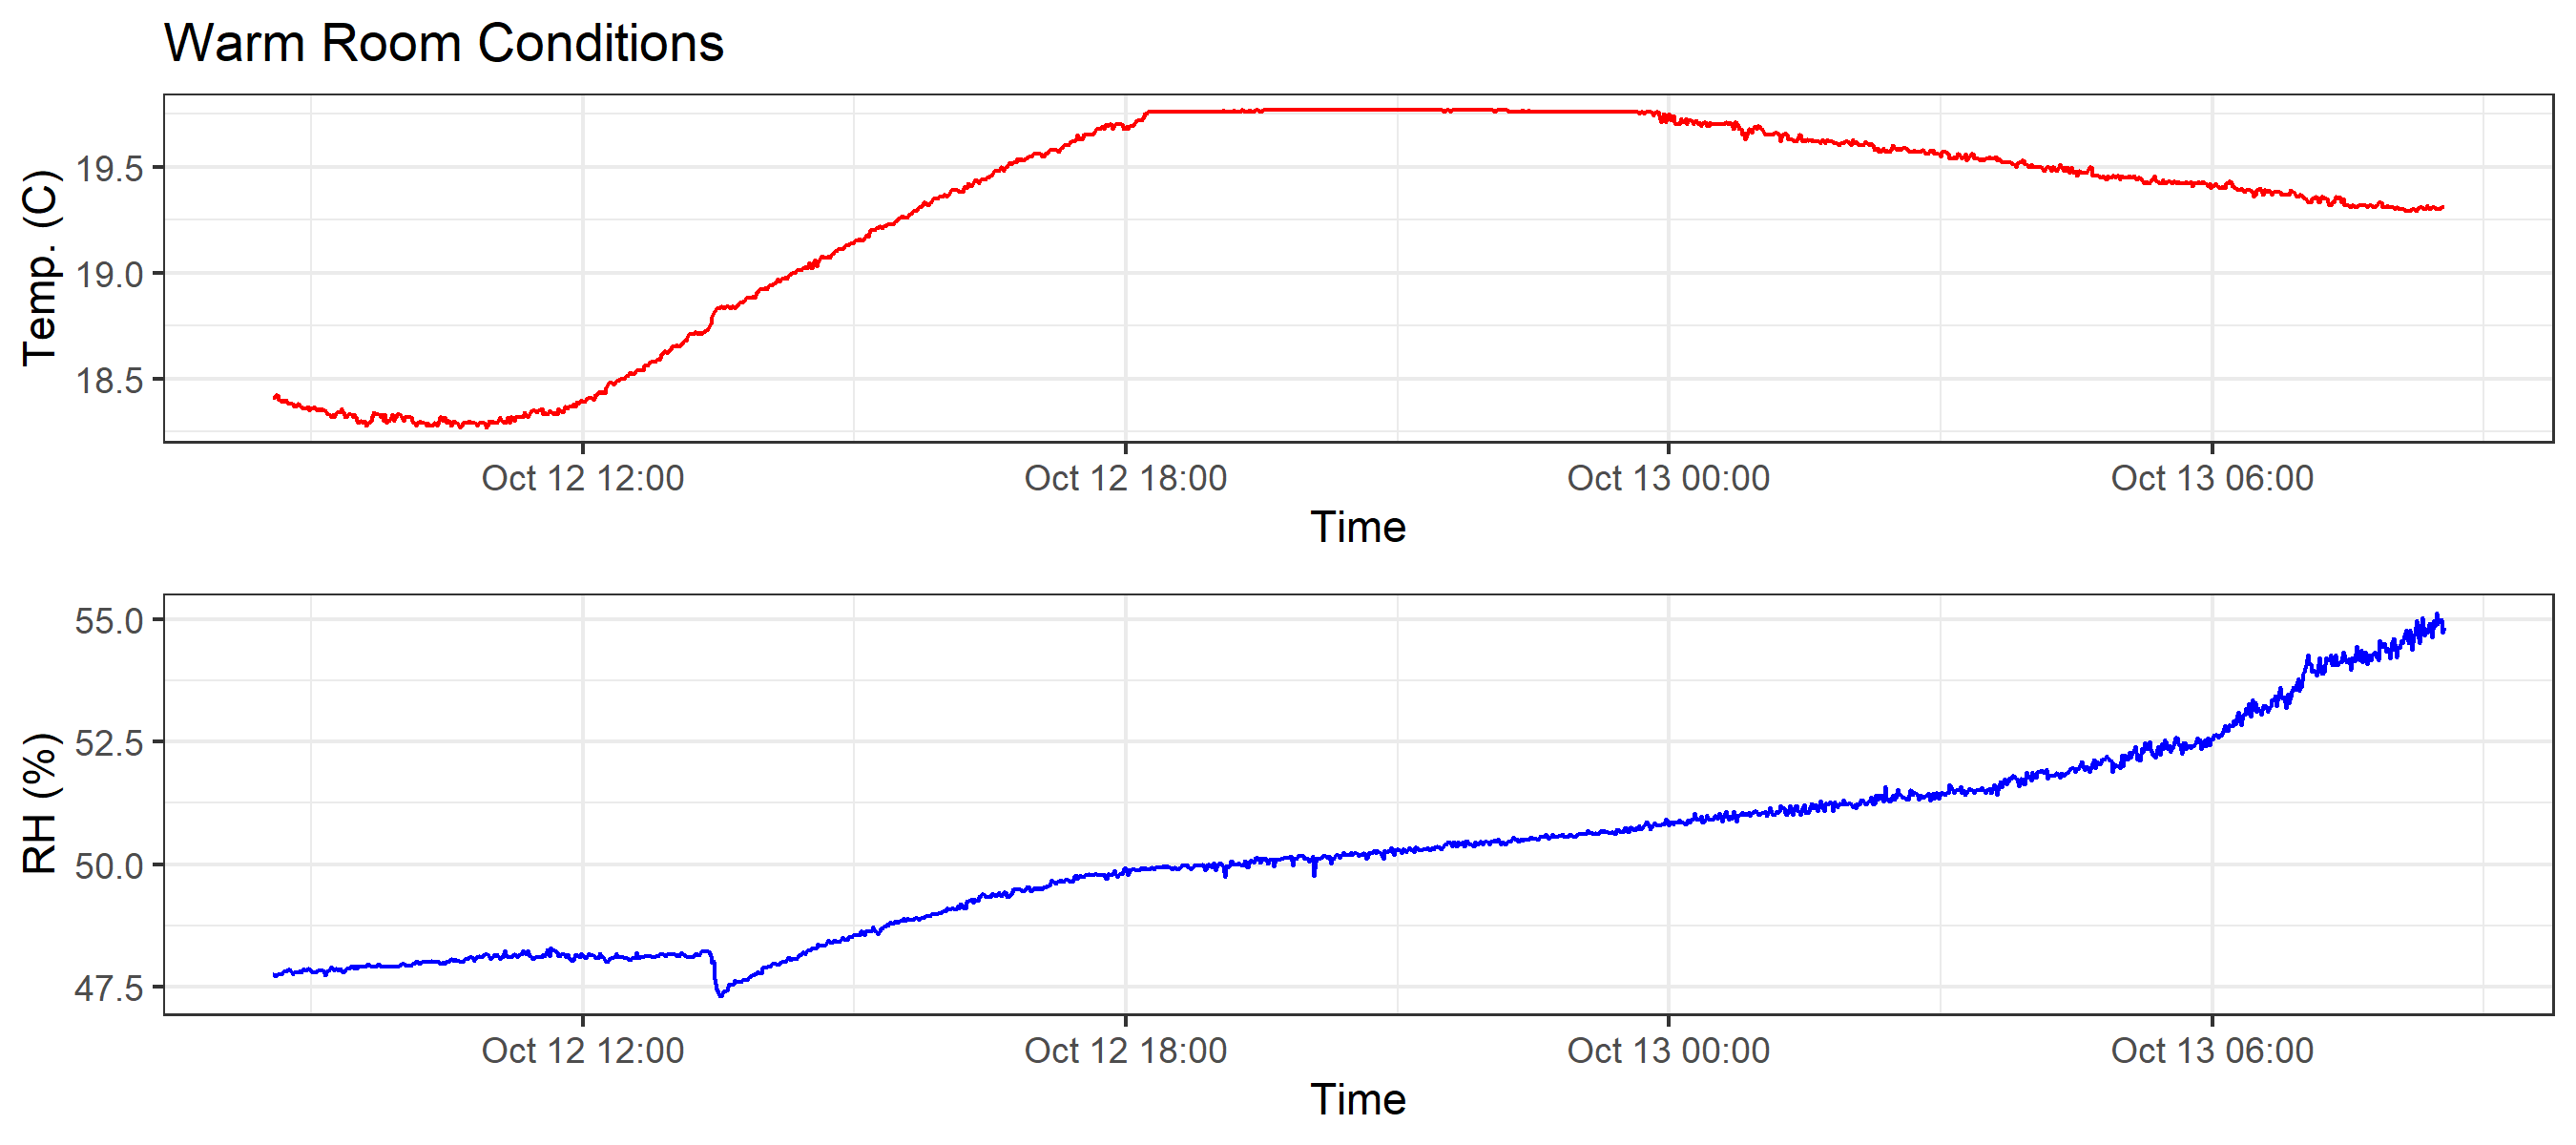 Warm Room Conditions
Temp. (C)
19.5
19.0
18.5
Oct 12 12:00 Oct 12 18:00 Oct 13 00:00 Oct 13 06:00
Time
RH (%)
55.0
52.5
50.0
47.5
Oct 12 12:00 Oct 12 18:00 Oct 13 00:00 Oct 13 06:00
Time